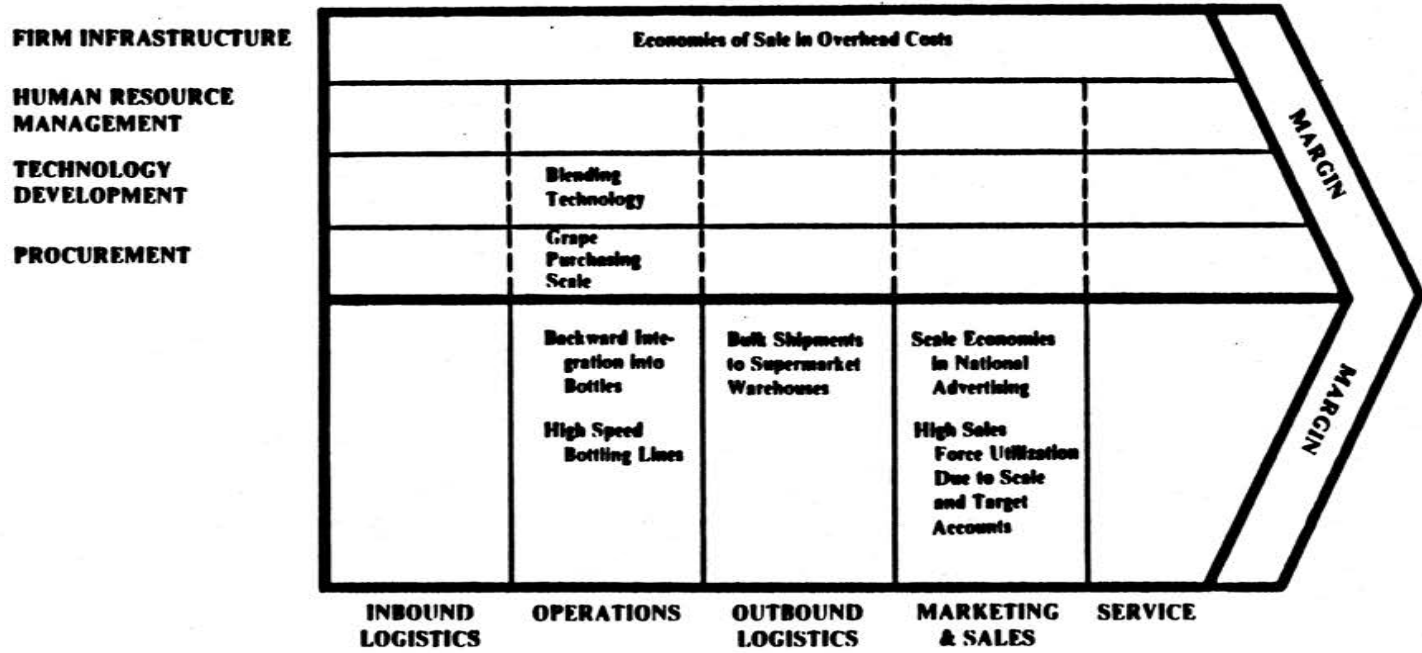 FIRM INFRASTRUCTURE
Economies of Sale in Overhead Costs
HUMAN RESOURCE
MANAGEMENT
TECHNOLOGY
DEVELOPMENT
Blending
Technology
PROCUREMENT
Grape
Purchasing
Scale
MARGIN
Backward Inte-
gration into
Bottles
High Speed
Bottling Lines
Bulk Shipments
to Supermarket
Warehouses
Scale Economies
in National
Advertising
High Sales
Force Utilization
Due to Scale
and Target
Accounts
MARGIN
INBOUND
LOGISTICS
OPERATIONS
OUTBOUND
LOGISTICS
MARKETING
& SALES
SERVICE